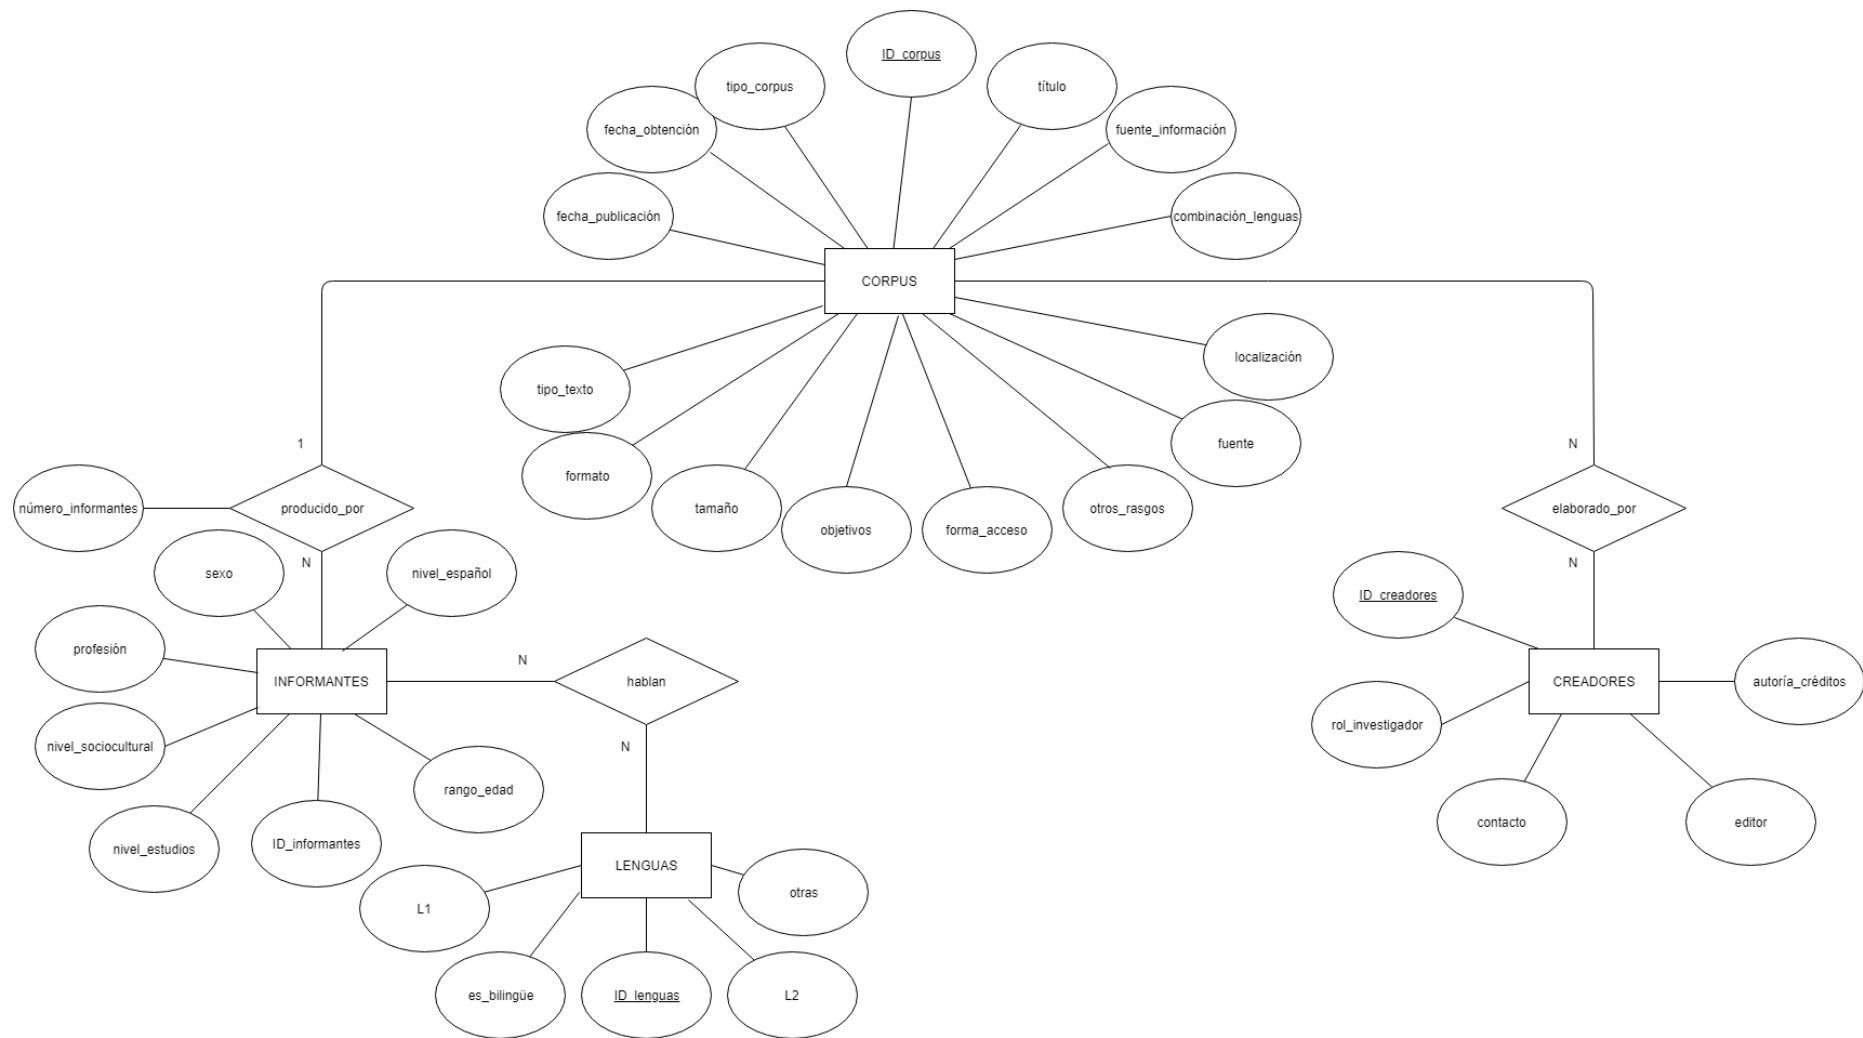 ID_corpus
tipo_corpus
título
fecha_obtención
fuente_información
fecha_publicación
combinación_lenguas
CORPUS
localización
tipo_texto
fuente
formato
tamaño
objetivos
forma_acceso
otros_rasgos
1
N
número_informantes
producido_por
elaborado_por
N
N
sexo
nivel_español
ID_creadores
profesión
N
INFORMANTES
hablan
CREADORES
autoría_créditos
rol_investigador
nivel_sociocultural
N
rango_edad
contacto
editor
nivel_estudios
ID_informantes
LENGUAS
otras
L1
es_bilingüe
ID_lenguas
L2